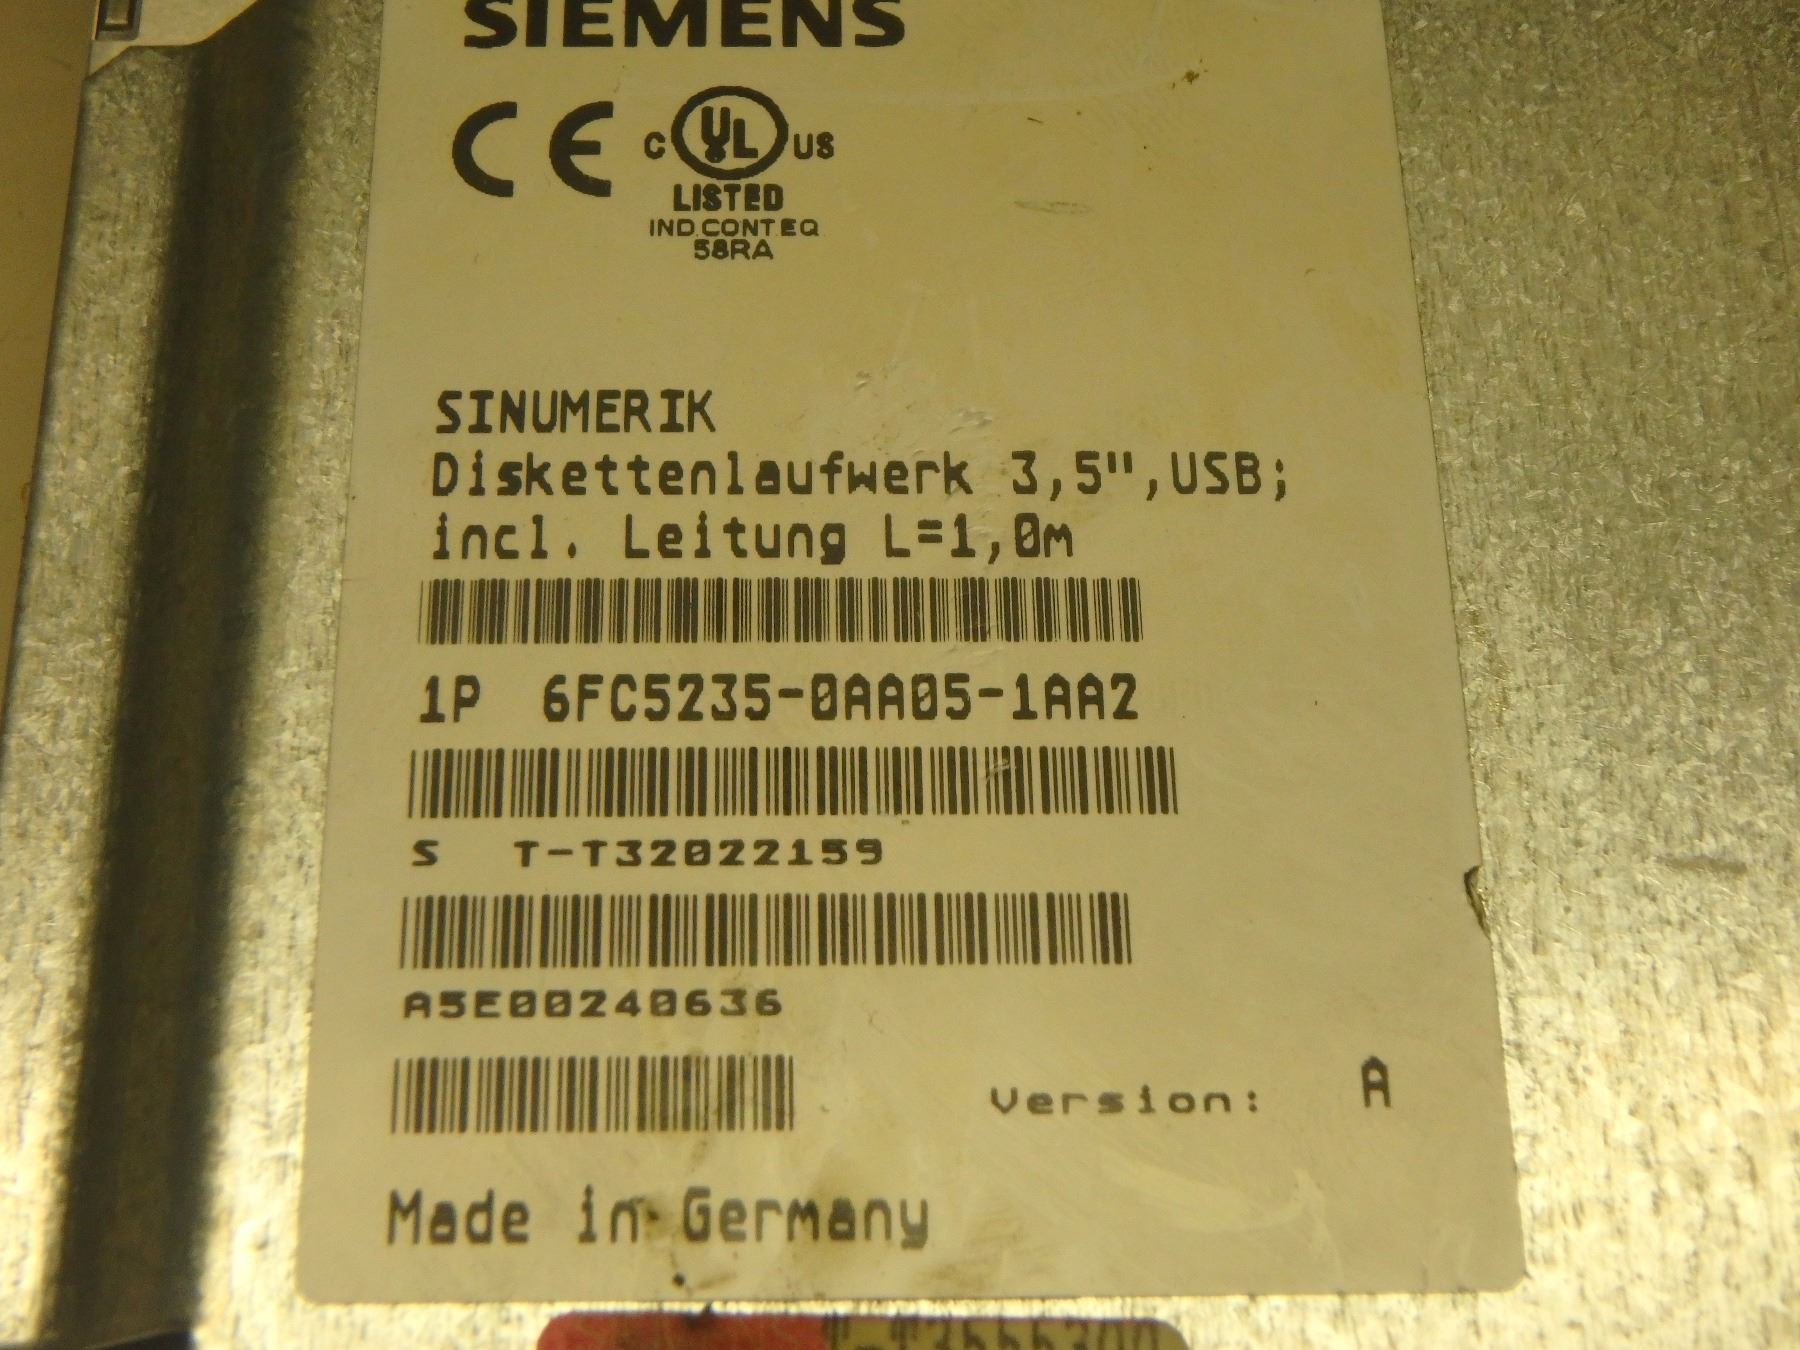 SIEMENS
CE
C UL US
LISTED
IND.CONT.EQ
58RA
SINUMERIK
Diskettenlaufwerk 3,5",USB;
incl. Leitung L=1,0m
1P 6FC5235-0AA05-1AA2
S T-T32022159
A5E00240636
Version: A
Made in Germany